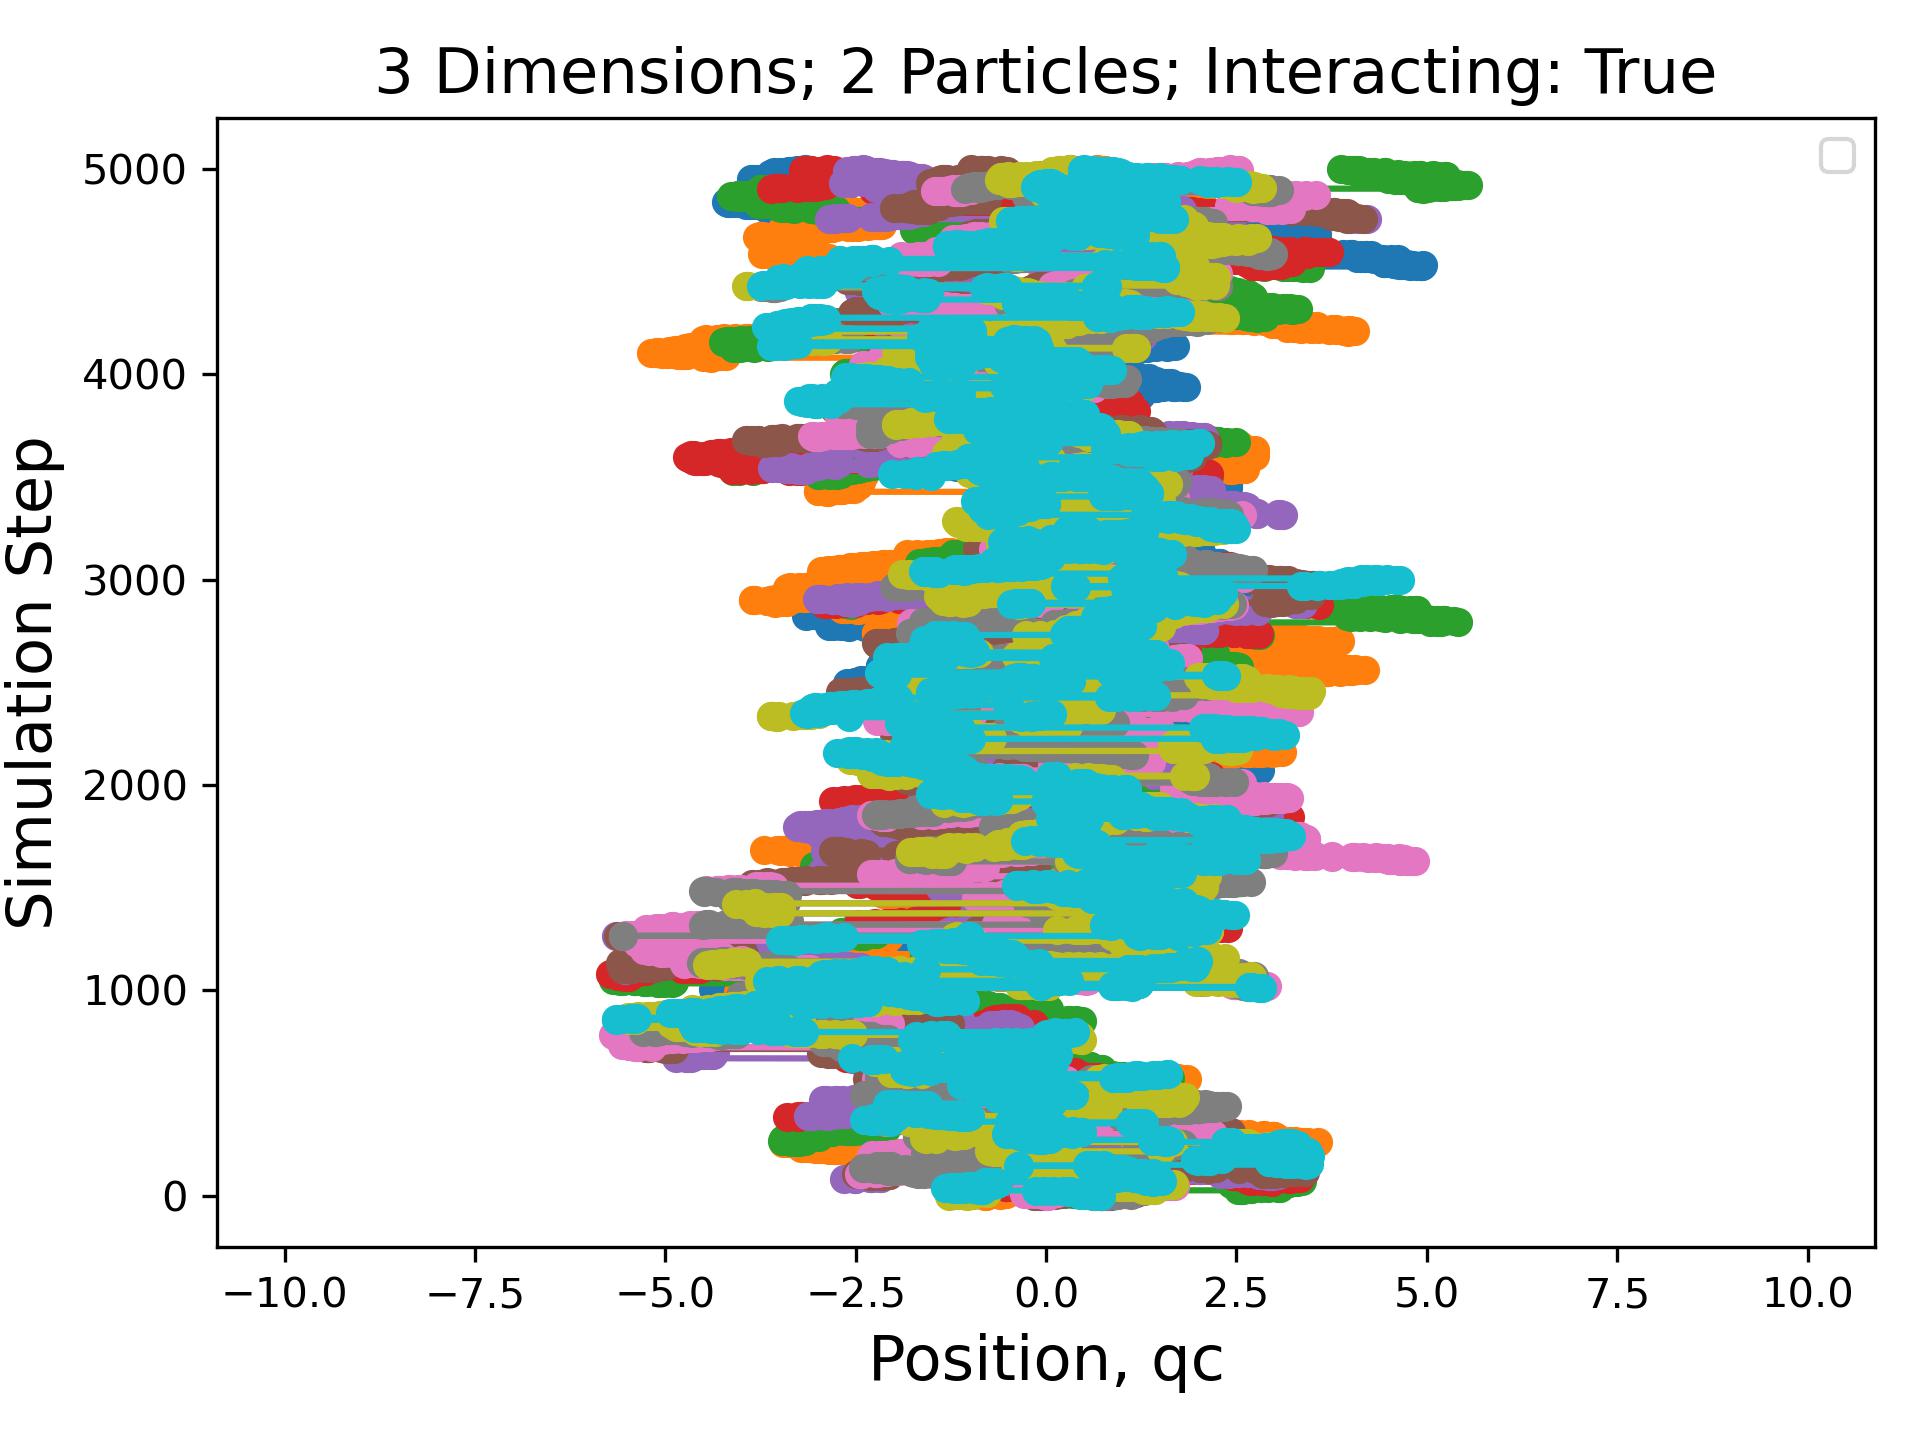 3 Dimensions; 2 Particles; Interacting: True
5000
4000
3000
2000
1000
0
Simulation Step
−10.0 −7.5 −5.0 −2.5 0.0 2.5 5.0 7.5 10.0
Position, qc